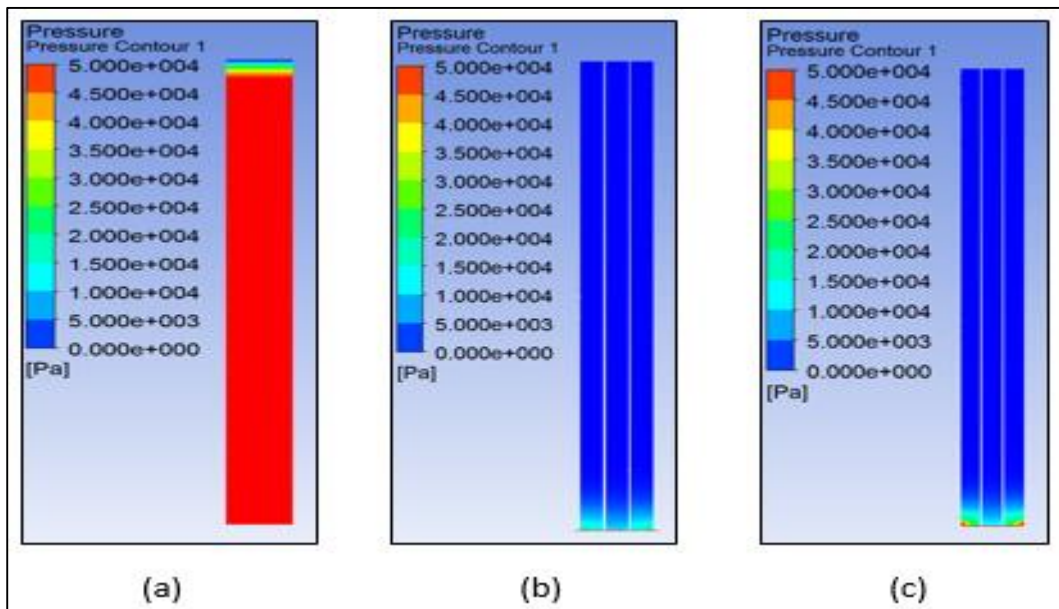 Pressure
Pressure Contour 1
5.000e+004
4.500e+004
4.000e+004
3.500e+004
3.000e+004
2.500e+004
2.000e+004
1.500e+004
1.000e+004
5.000e+003
0.000e+000
[Pa]
(a)
Pressure
Pressure Contour 1
5.000e+004
4.500e+004
4.000e+004
3.500e+004
3.000e+004
2.500e+004
2.000e+004
1.500e+004
1.000e+004
5.000e+003
0.000e+000
[Pa]
(b)
Pressure
Pressure Contour 1
5.000e+004
4.500e+004
4.000e+004
3.500e+004
3.000e+004
2.500e+004
2.000e+004
1.500e+004
1.000e+004
5.000e+003
0.000e+000
[Pa]
(c)